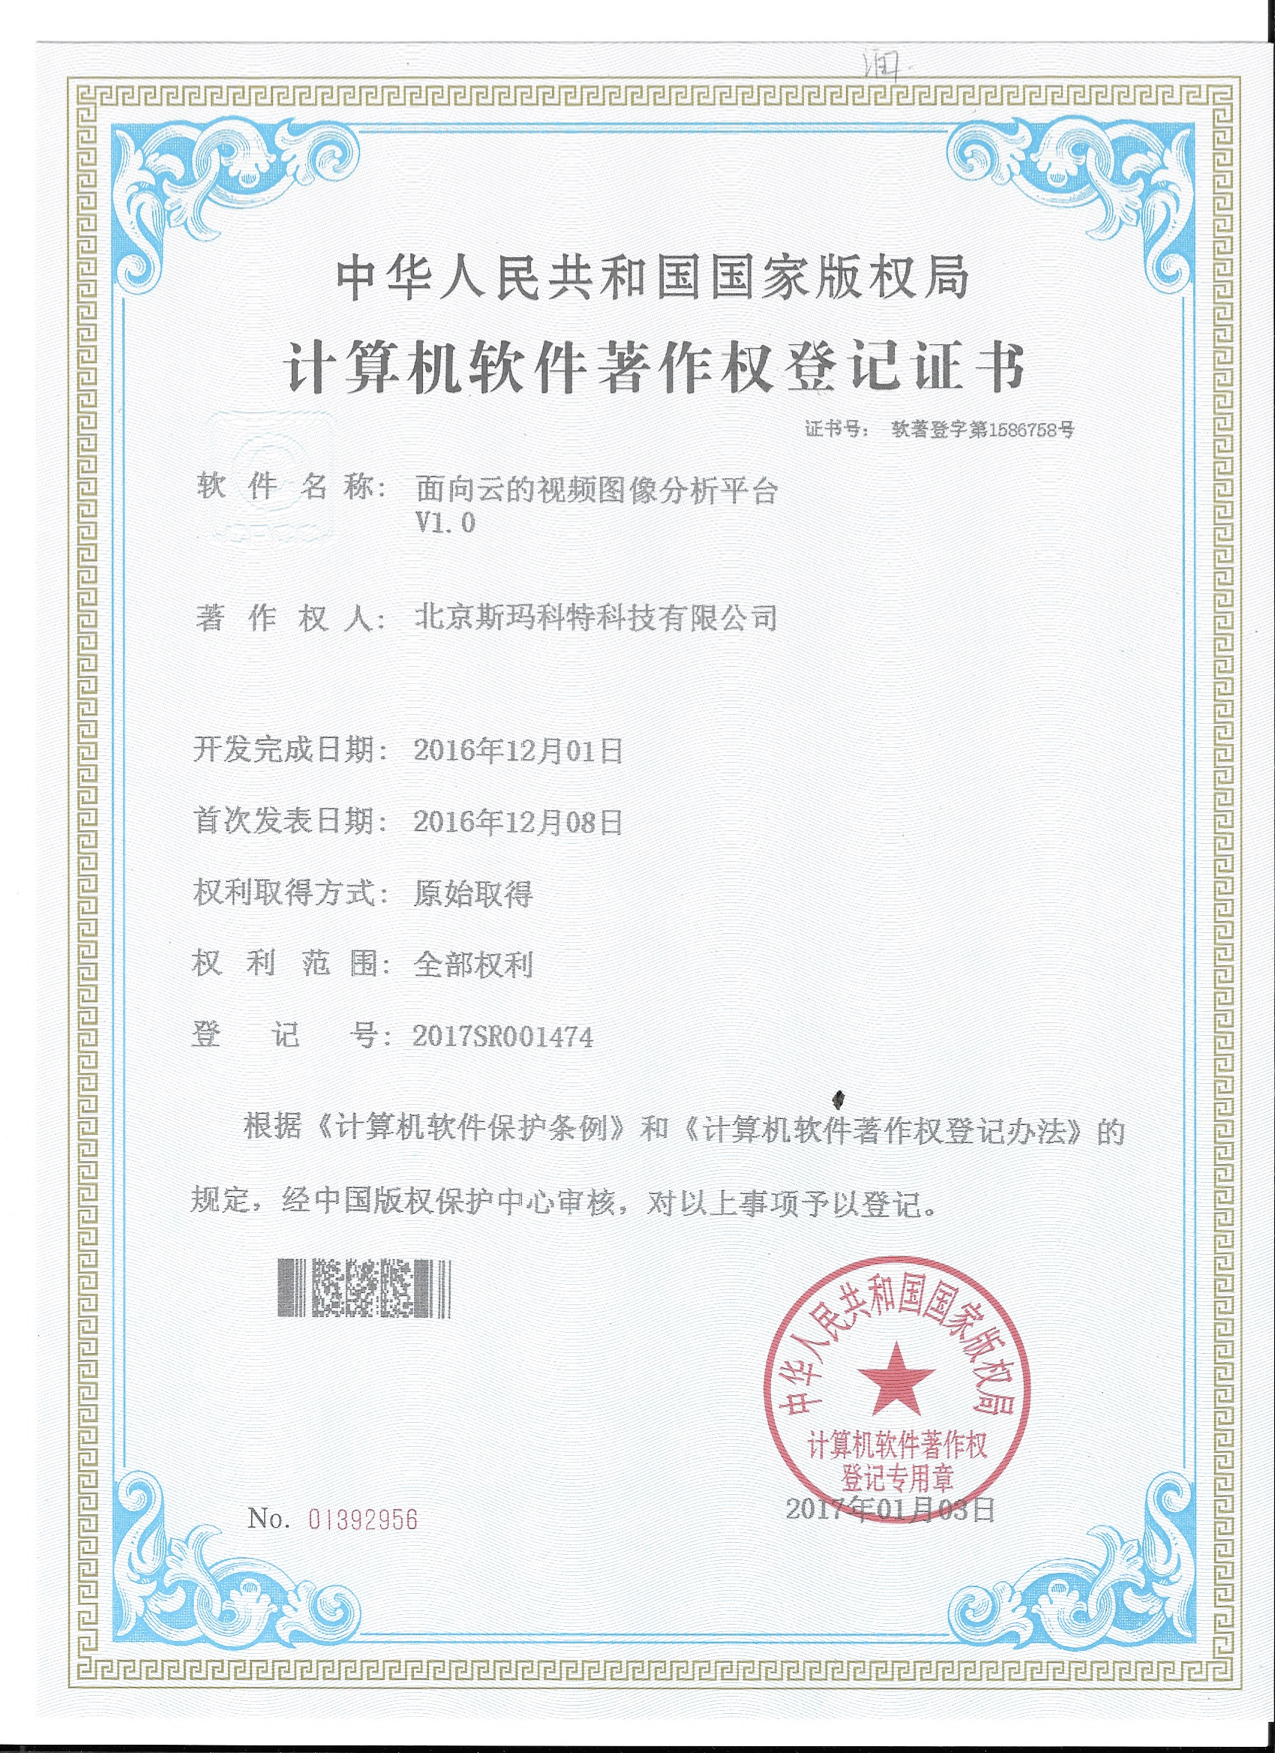 中华人民共和国国家版权局
计算机软件著作权登记证书
证书号： 软著登字第1586758号
软件名称： 面向云的视频图像分析平台
V1.0
著作权人： 北京斯玛科特科技有限公司
开发完成日期： 2016年12月01日
首次发表日期： 2016年12月08日
权利取得方式： 原始取得
权利范围： 全部权利
登记号： 2017SR001474
根据《计算机软件保护条例》和《计算机软件著作权登记办法》的
规定，经中国版权保护中心审核，对以上事项予以登记。
中华人民共和国国家版权局
计算机软件著作权
登记专用章
No. 01392956
2017年01月03日